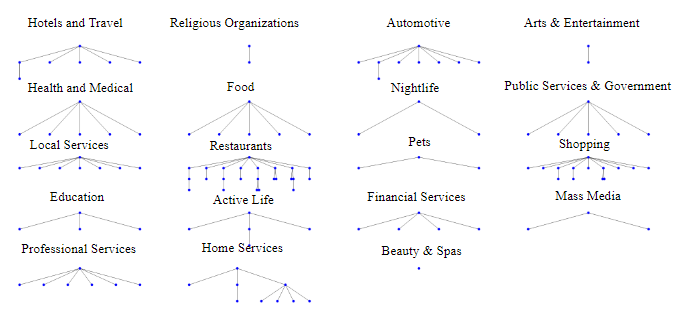 Hotels and Travel
Religious Organizations
Automotive
Arts & Entertainment
Health and Medical
Food
Nightlife
Public Services & Government
Local Services
Restaurants
Pets
Shopping
Education
Active Life
Financial Services
Mass Media
Professional Services
Home Services
Beauty & Spas